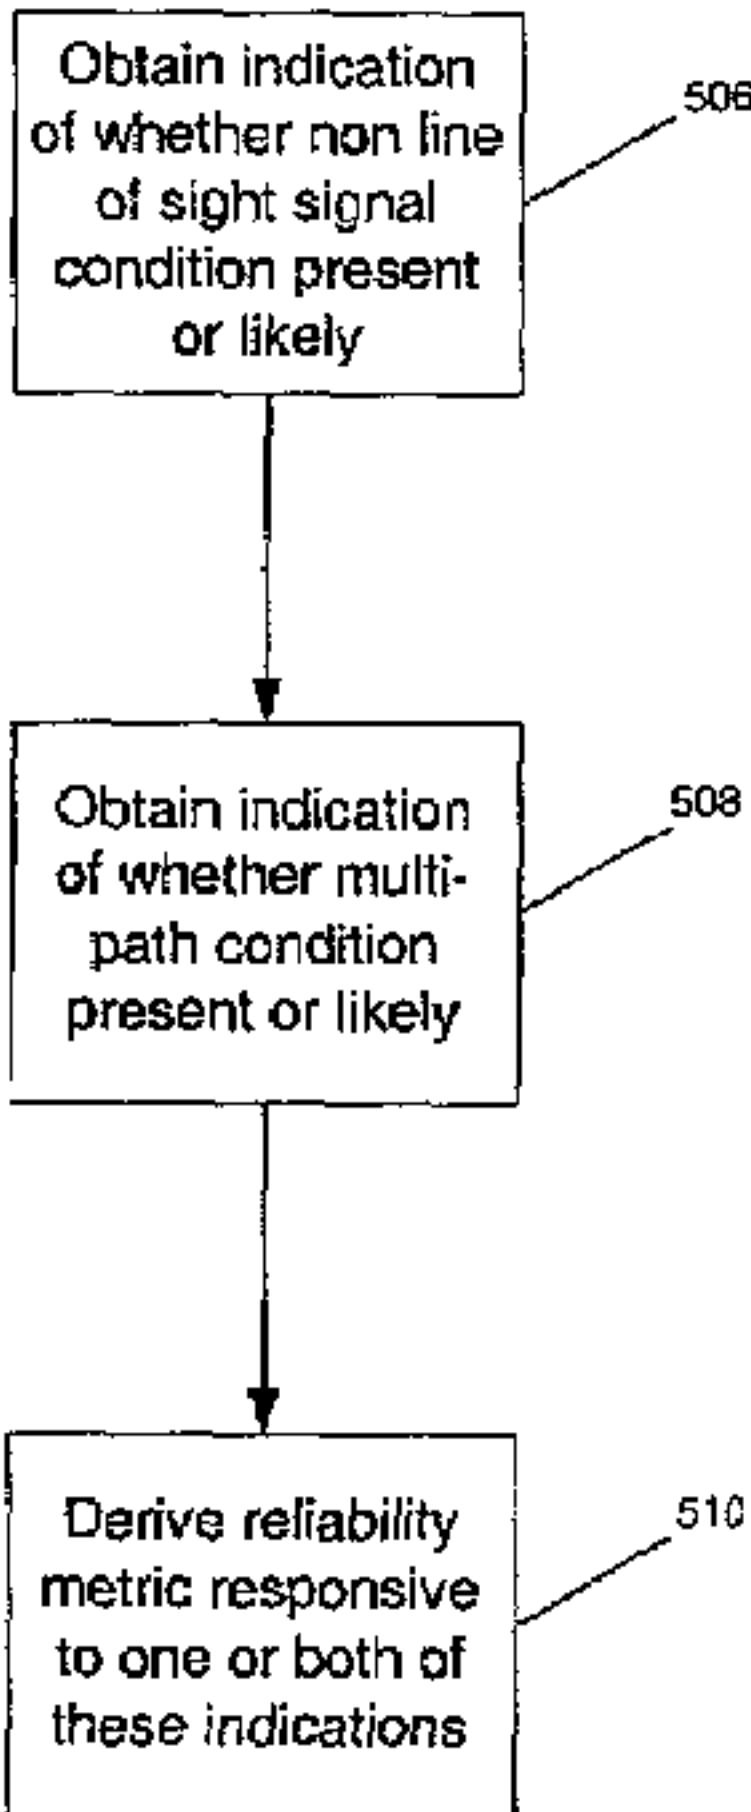 Obtain indication
of whether non line
of sight signal
condition present
or likely
506
Obtain indication
of whether multi-
path condition
present or likely
508
Derive reliability
metric responsive
to one or both of
these indications
510